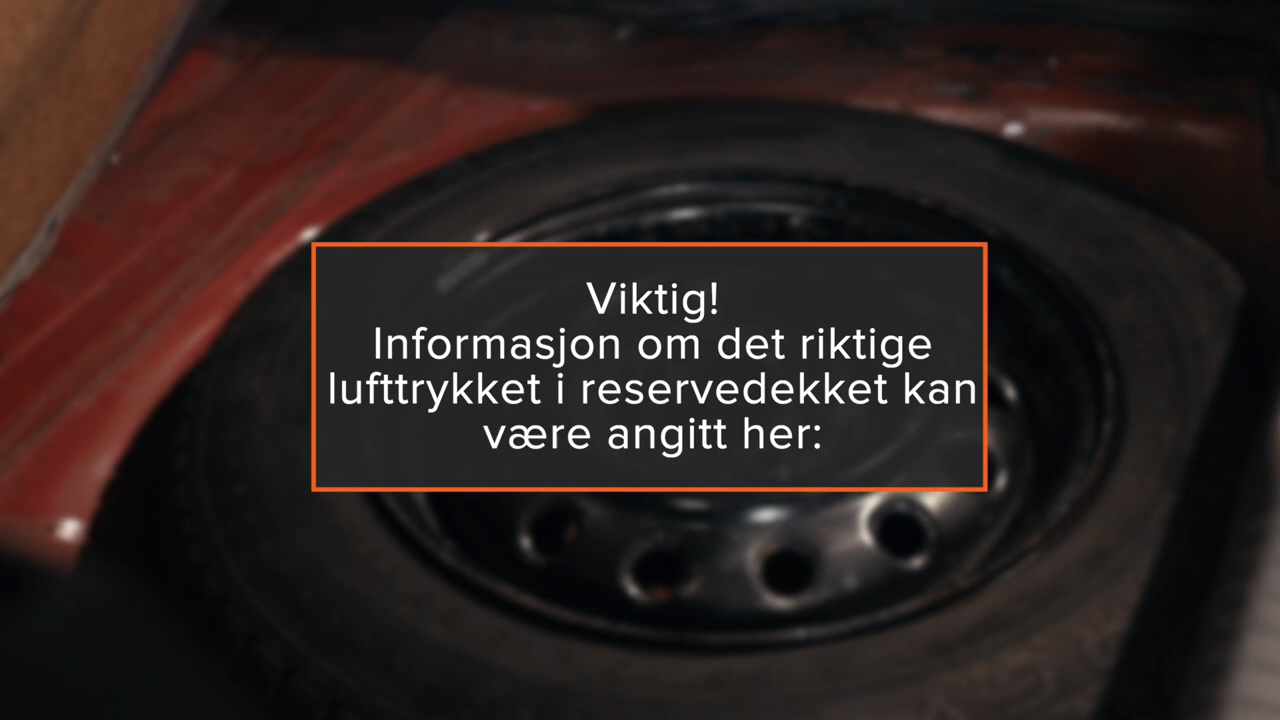 Viktig!
Informasjon om det riktige
lufttrykket i reservedekket kan
være angitt her: